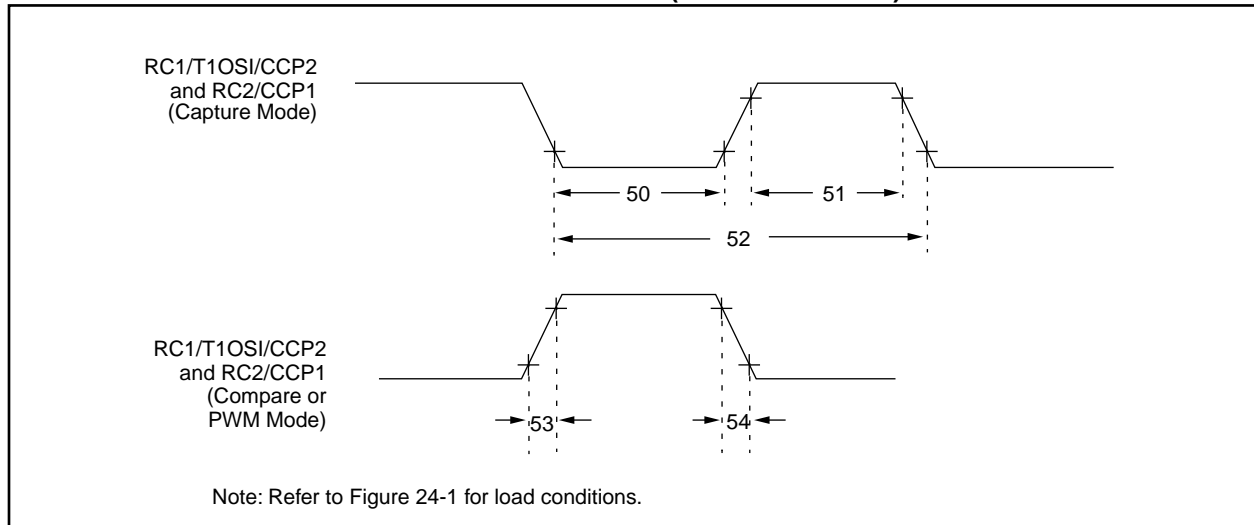 RC1/T1OSI/CCP2
and RC2/CCP1
(Capture Mode)
50
51
52
RC1/T1OSI/CCP2
and RC2/CCP1
(Compare or
PWM Mode)
53
54
Note: Refer to Figure 24-1 for load conditions.